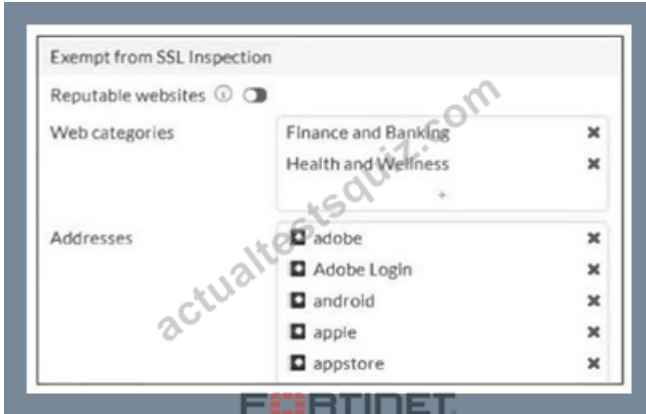 Exempt from SSL Inspection
Reputable websites
Web categories
Finance and Banking
Health and Wellness
Addresses
adobe
Adobe Login
android
apple
appstore
actualtestsquiz.com
FORTINET